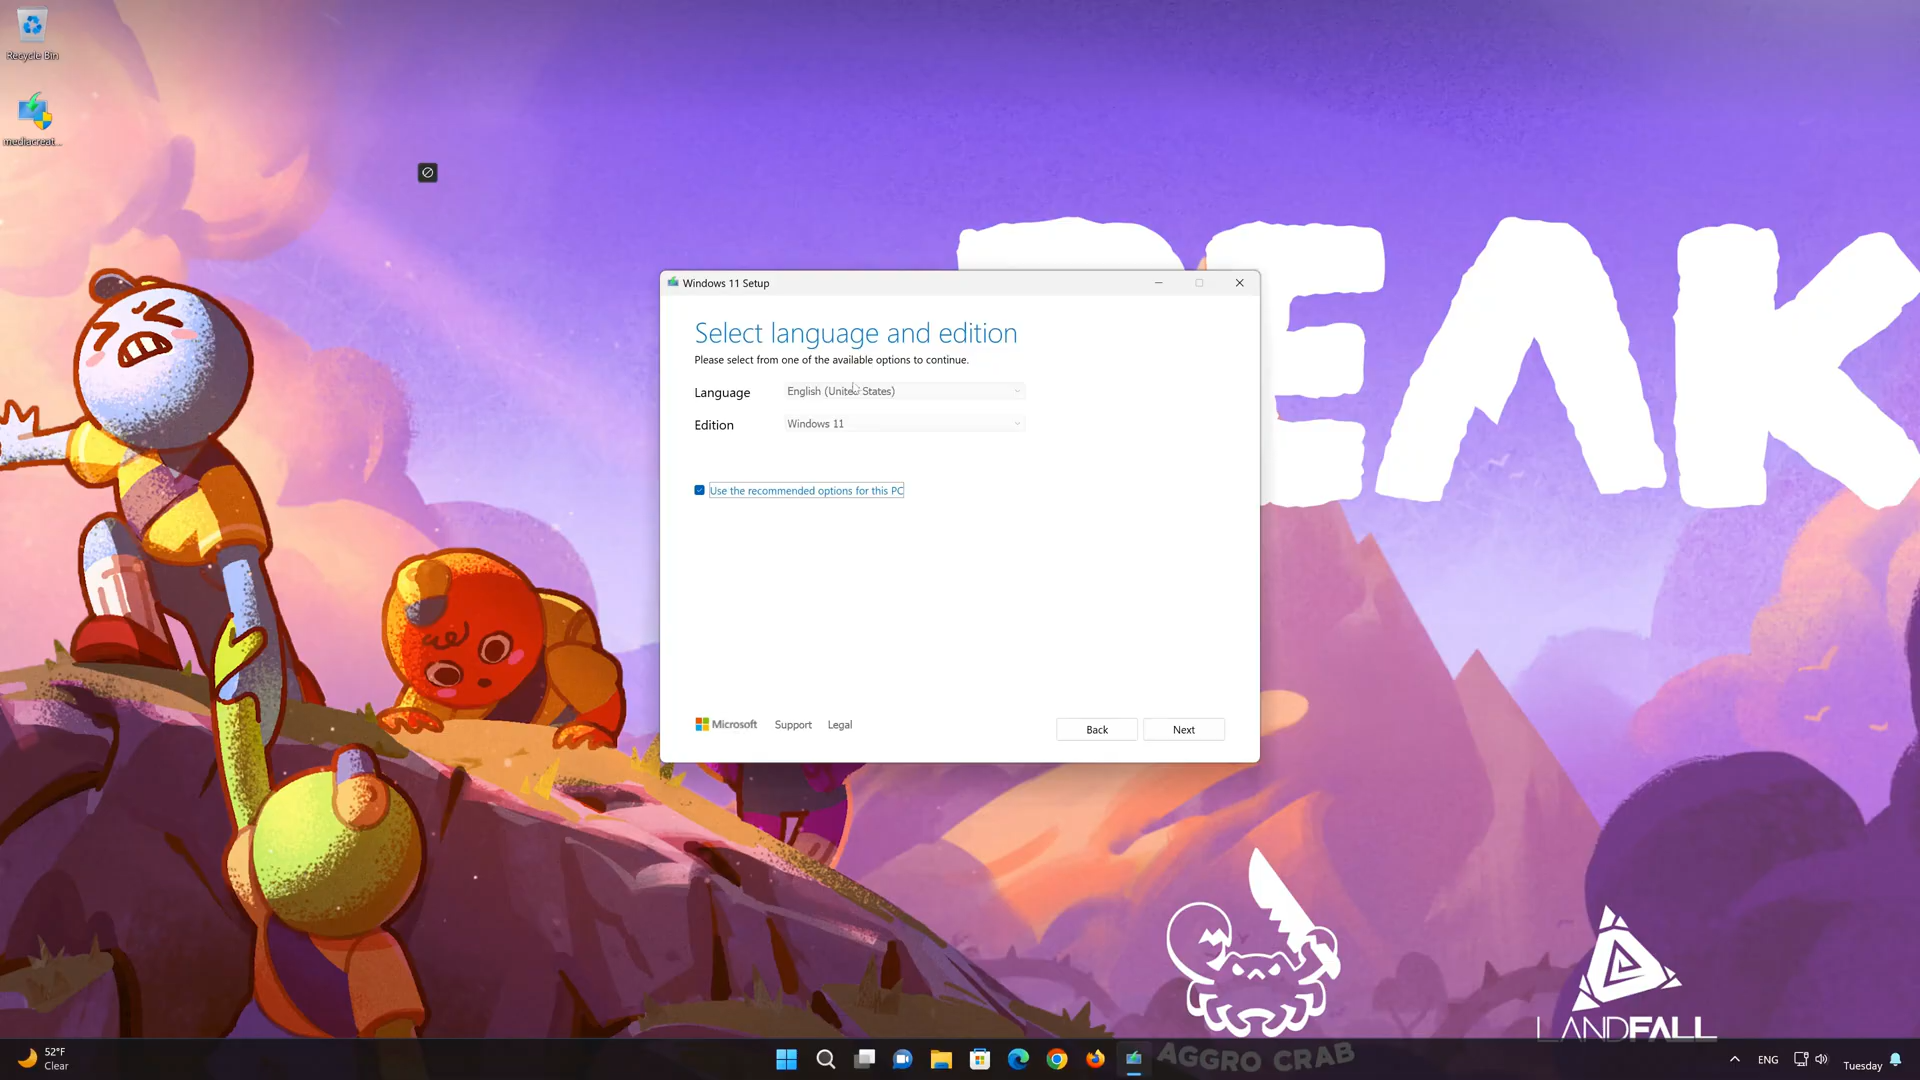 Recycle Bin
mediacreat...
PEAK
Windows 11 Setup
Select language and edition
Please select from one of the available options to continue.
Language English (United States)
Edition Windows 11
Use the recommended options for this PC
Microsoft Support Legal
Back Next
AGGRO CRAB
LANDFALL
52°F
Clear
ENG
Tuesday